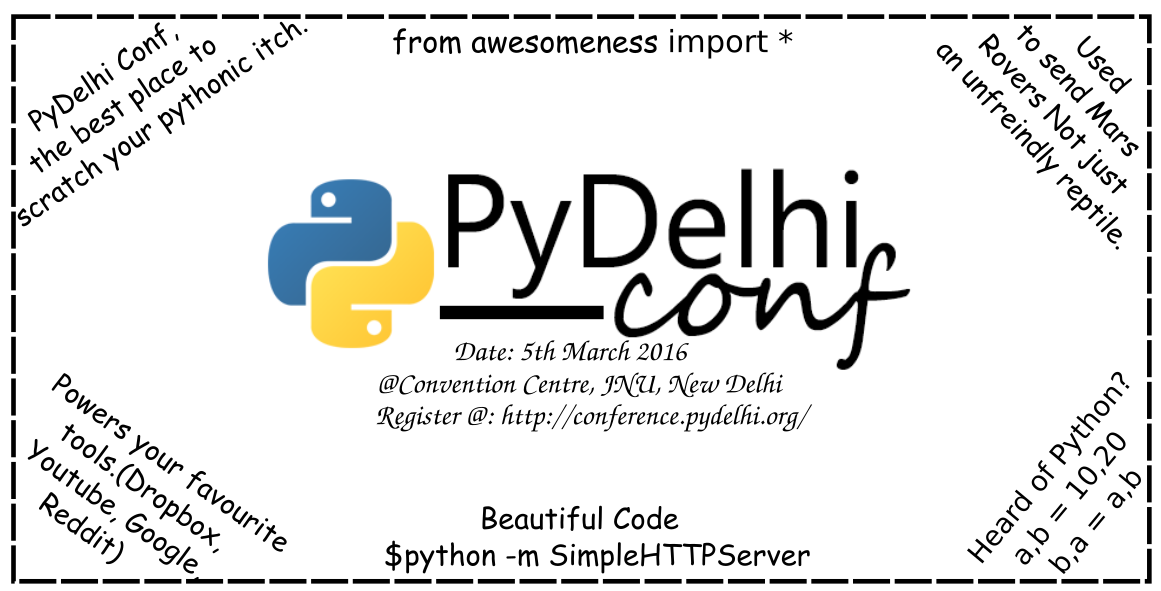 PyDelhi Conf,
the best place to
scratch your pythonic itch.
from awesomeness import *
Used
to send Mars
Rovers Not just
an unfreindly reptile.
PyDelhi
conf
Date: 5th March 2016
@Convention Centre, JNU, New Delhi
Register @: http://conference.pydelhi.org/
Powers your favourite
tools.(Dropbox,
Youtube, Google,
Reddit)
Beautiful Code
$python -m SimpleHTTPServer
Heard of Python?
a,b = 10,20
b,a = a,b